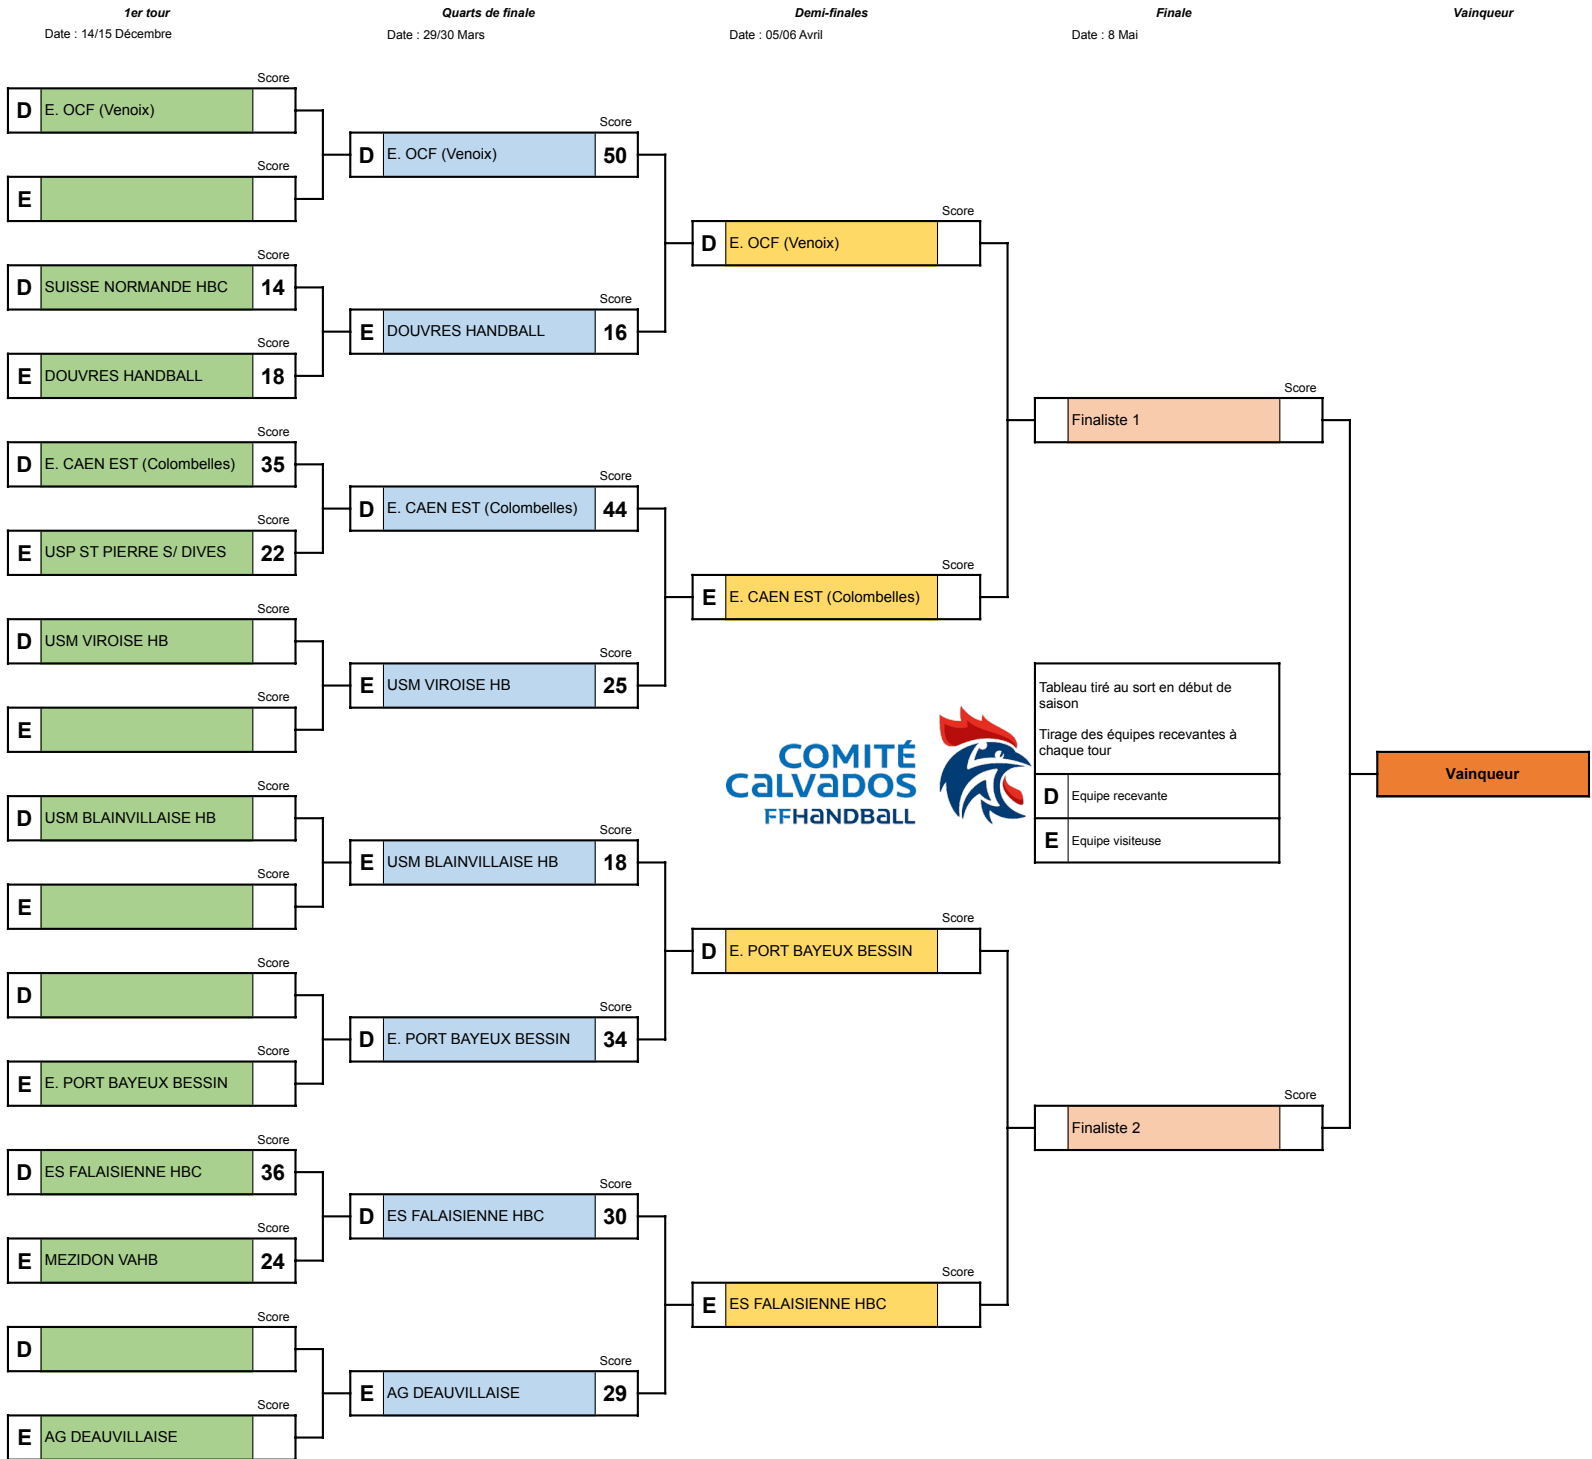 1er tour
Quarts de finale
Demi-finales
Finale
Vainqueur
Date : 14/15 Décembre
Date : 29/30 Mars
Date : 05/06 Avril
Date : 8 Mai
Score
D E. OCF (Venoix)
Score
E
Score
D SUISSE NORMANDE HBC 14
Score
E DOUVRES HANDBALL 18
Score
D E. CAEN EST (Colombelles) 35
Score
E USP ST PIERRE S/ DIVES 22
Score
D USM VIROISE HB
Score
E
Score
D USM BLAINVILLAISE HB
Score
E
Score
D
Score
E E. PORT BAYEUX BESSIN
Score
D ES FALAISIENNE HBC 36
Score
E MEZIDON VAHB 24
Score
D
Score
E AG DEAUVILLAISE
Score
D E. OCF (Venoix) 50
Score
E DOUVRES HANDBALL 16
Score
D E. CAEN EST (Colombelles) 44
Score
E USM VIROISE HB 25
Score
E USM BLAINVILLAISE HB 18
Score
D E. PORT BAYEUX BESSIN 34
Score
D ES FALAISIENNE HBC 30
Score
E AG DEAUVILLAISE 29
Score
D E. OCF (Venoix)
Score
E E. CAEN EST (Colombelles)
Score
D E. PORT BAYEUX BESSIN
Score
E ES FALAISIENNE HBC
COMITÉ
CALVADOS
FFHANDBALL
Score
Finaliste 1
Tableau tiré au sort en début de
saison
Tirage des équipes recevantes à
chaque tour
D Equipe recevante
E Equipe visiteuse
Score
Finaliste 2
Vainqueur